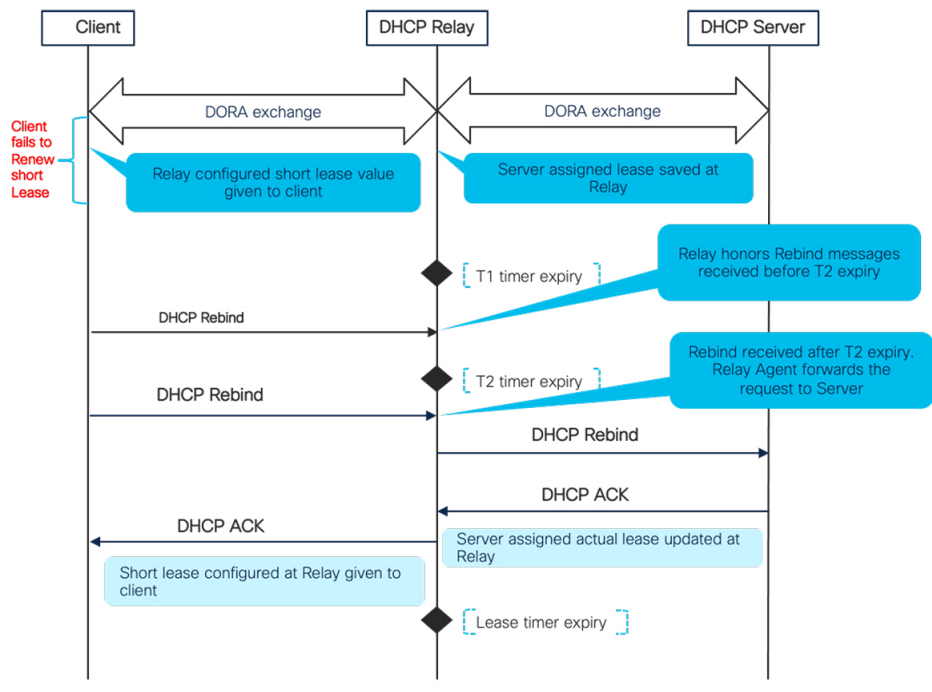 Client
DHCP Relay
DHCP Server
DORA exchange
DORA exchange
Client
fails to
Renew
short
Lease
Relay configured short lease value
given to client
Server assigned lease saved at
Relay
Relay honors Rebind messages
received before T2 expiry
T1 timer expiry
DHCP Rebind
Rebind received after T2 expiry.
Relay Agent forwards the
request to Server
T2 timer expiry
DHCP Rebind
DHCP Rebind
DHCP ACK
DHCP ACK
Server assigned actual lease updated at
Relay
Short lease configured at Relay given to
client
Lease timer expiry